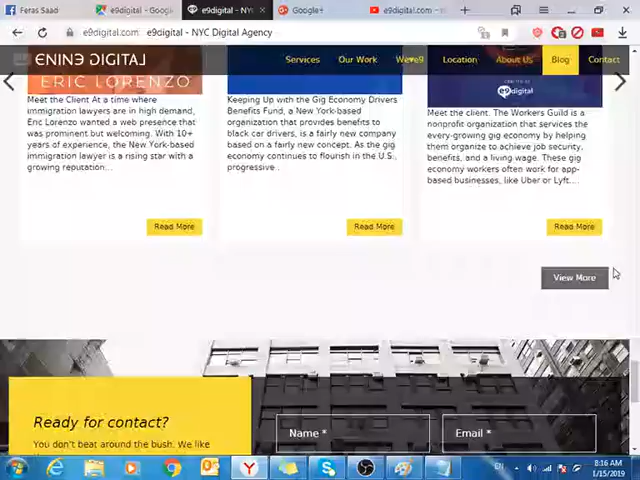 Feras Saad
e9digital - Googl
e9digital - NYC
Google+
e9digital.com -
e9digital.com
e9digital - NYC Digital Agency
ENINE DIGITAL
Services
Our Work
We♥e9
Location
About Us
Blog
Contact
ERIC LORENZO
Meet the Client At a time where
immigration lawyers are in high demand,
Eric Lorenzo wanted a web presence that
was prominent but welcoming. With 10+
years of experience, the New York-based
immigration lawyer is a rising star with a
growing reputation...
Read More
Keeping Up with the Gig Economy Drivers
Benefits Fund, a New York-based
organization that provides benefits to
black car drivers, is a fairly new company
based on a fairly new concept. As the gig
economy continues to flourish in the U.S.,
progressive..
Read More
e9digital
Meet the client. The Workers Guild is a
nonprofit organization that services the
every-growing gig economy by helping
them organize to achieve job security,
benefits, and a living wage. These gig
economy workers often work for app-
based businesses, like Uber or Lyft....
Read More
View More
Ready for contact?
You don't beat around the bush. We like
Name *
Email *
EN
8:16 AM
1/15/2019